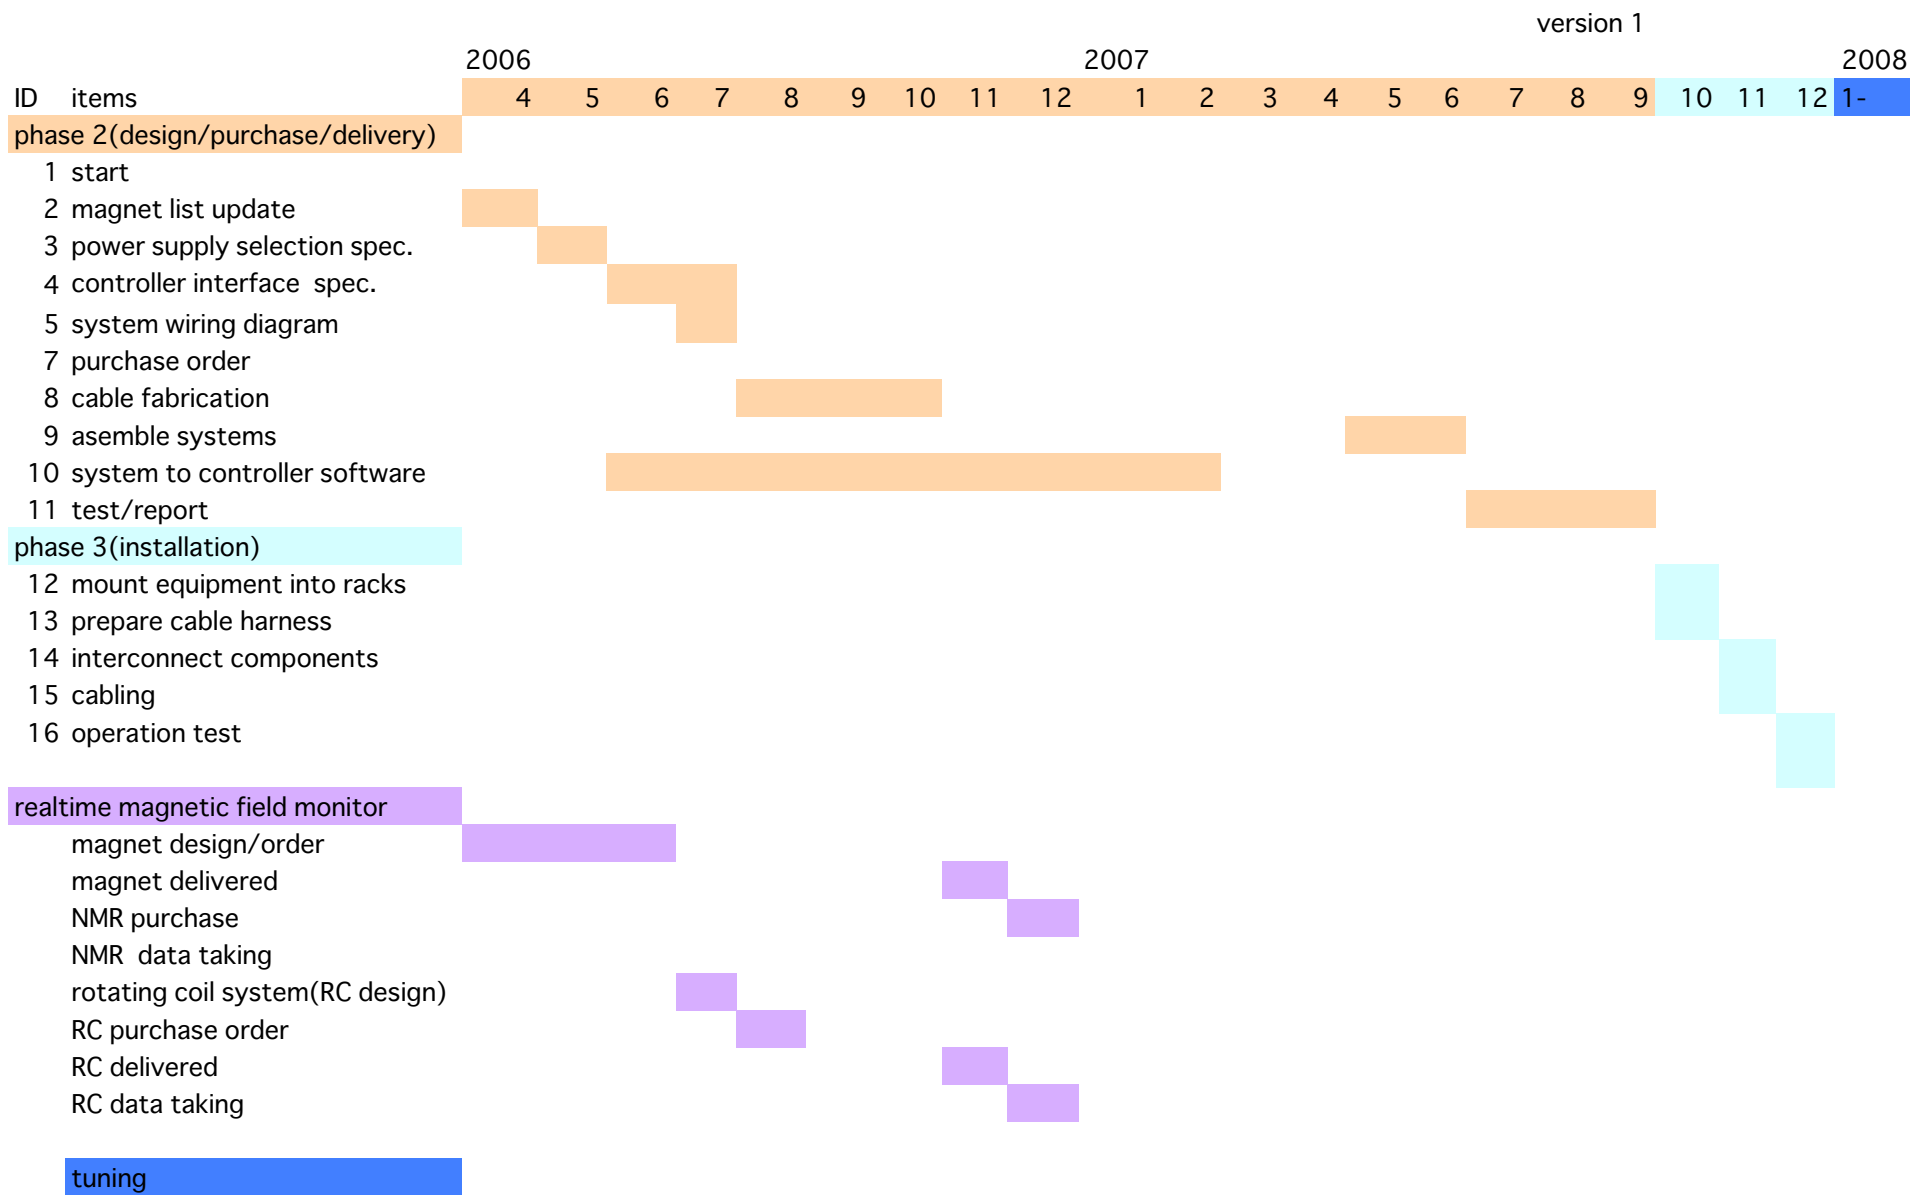 version 1
2006 2007 2008
ID items 4 5 6 7 8 9 10 11 12 1 2 3 4 5 6 7 8 9 10 11 12 1-
phase 2(design/purchase/delivery)
1 start
2 magnet list update
3 power supply selection spec.
4 controller interface  spec.
5 system wiring diagram
7 purchase order
8 cable fabrication
9 asemble systems
10 system to controller software
11 test/report
phase 3(installation)
12 mount equipment into racks
13 prepare cable harness
14 interconnect components
15 cabling
16 operation test
realtime magnetic field monitor
magnet design/order
magnet delivered
NMR purchase
NMR  data taking
rotating coil system(RC design)
RC purchase order
RC delivered
RC data taking
tuning